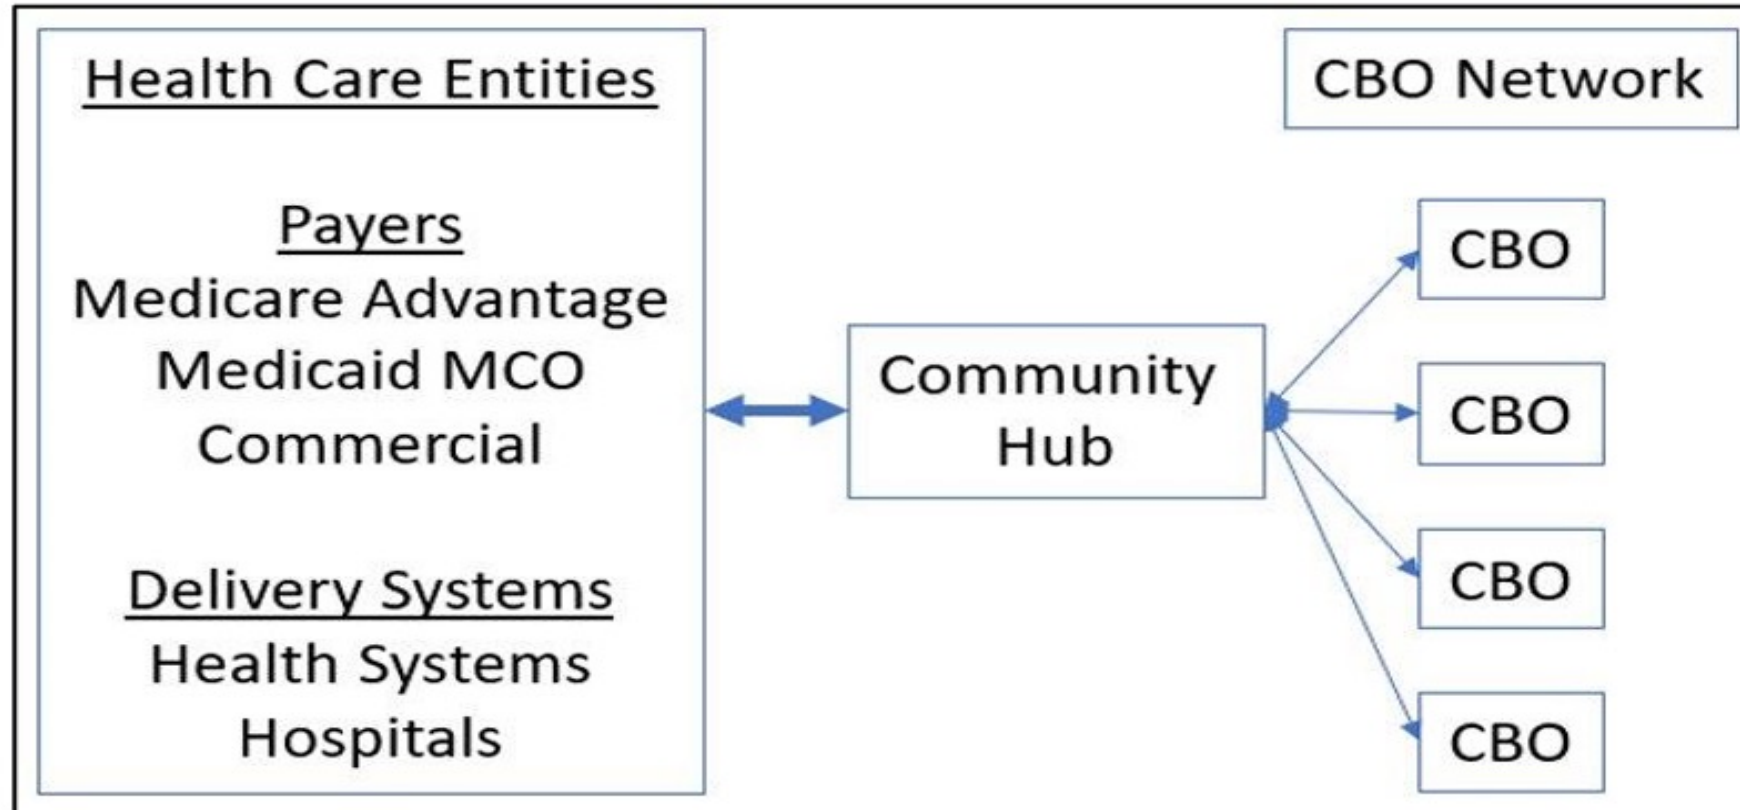 Health Care Entities
Payers
Medicare Advantage
Medicaid MCO
Commercial
Delivery Systems
Health Systems
Hospitals
Community
Hub
CBO Network
CBO
CBO
CBO
CBO